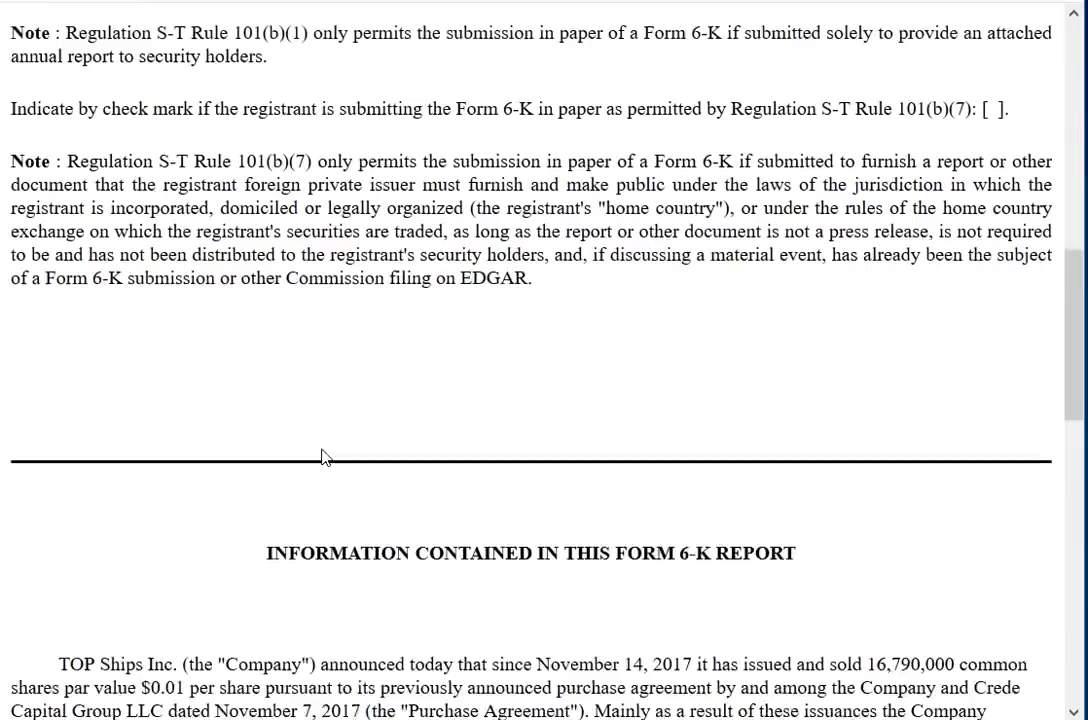 Note : Regulation S-T Rule 101(b)(1) only permits the submission in paper of a Form 6-K if submitted solely to provide an attached
annual report to security holders.
Indicate by check mark if the registrant is submitting the Form 6-K in paper as permitted by Regulation S-T Rule 101(b)(7): [ ].
Note : Regulation S-T Rule 101(b)(7) only permits the submission in paper of a Form 6-K if submitted to furnish a report or other
document that the registrant foreign private issuer must furnish and make public under the laws of the jurisdiction in which the
registrant is incorporated, domiciled or legally organized (the registrant's "home country"), or under the rules of the home country
exchange on which the registrant's securities are traded, as long as the report or other document is not a press release, is not required
to be and has not been distributed to the registrant's security holders, and, if discussing a material event, has already been the subject
of a Form 6-K submission or other Commission filing on EDGAR.
INFORMATION CONTAINED IN THIS FORM 6-K REPORT
TOP Ships Inc. (the "Company") announced today that since November 14, 2017 it has issued and sold 16,790,000 common
shares par value $0.01 per share pursuant to its previously announced purchase agreement by and among the Company and Crede
Capital Group LLC dated November 7, 2017 (the "Purchase Agreement"). Mainly as a result of these issuances the Company